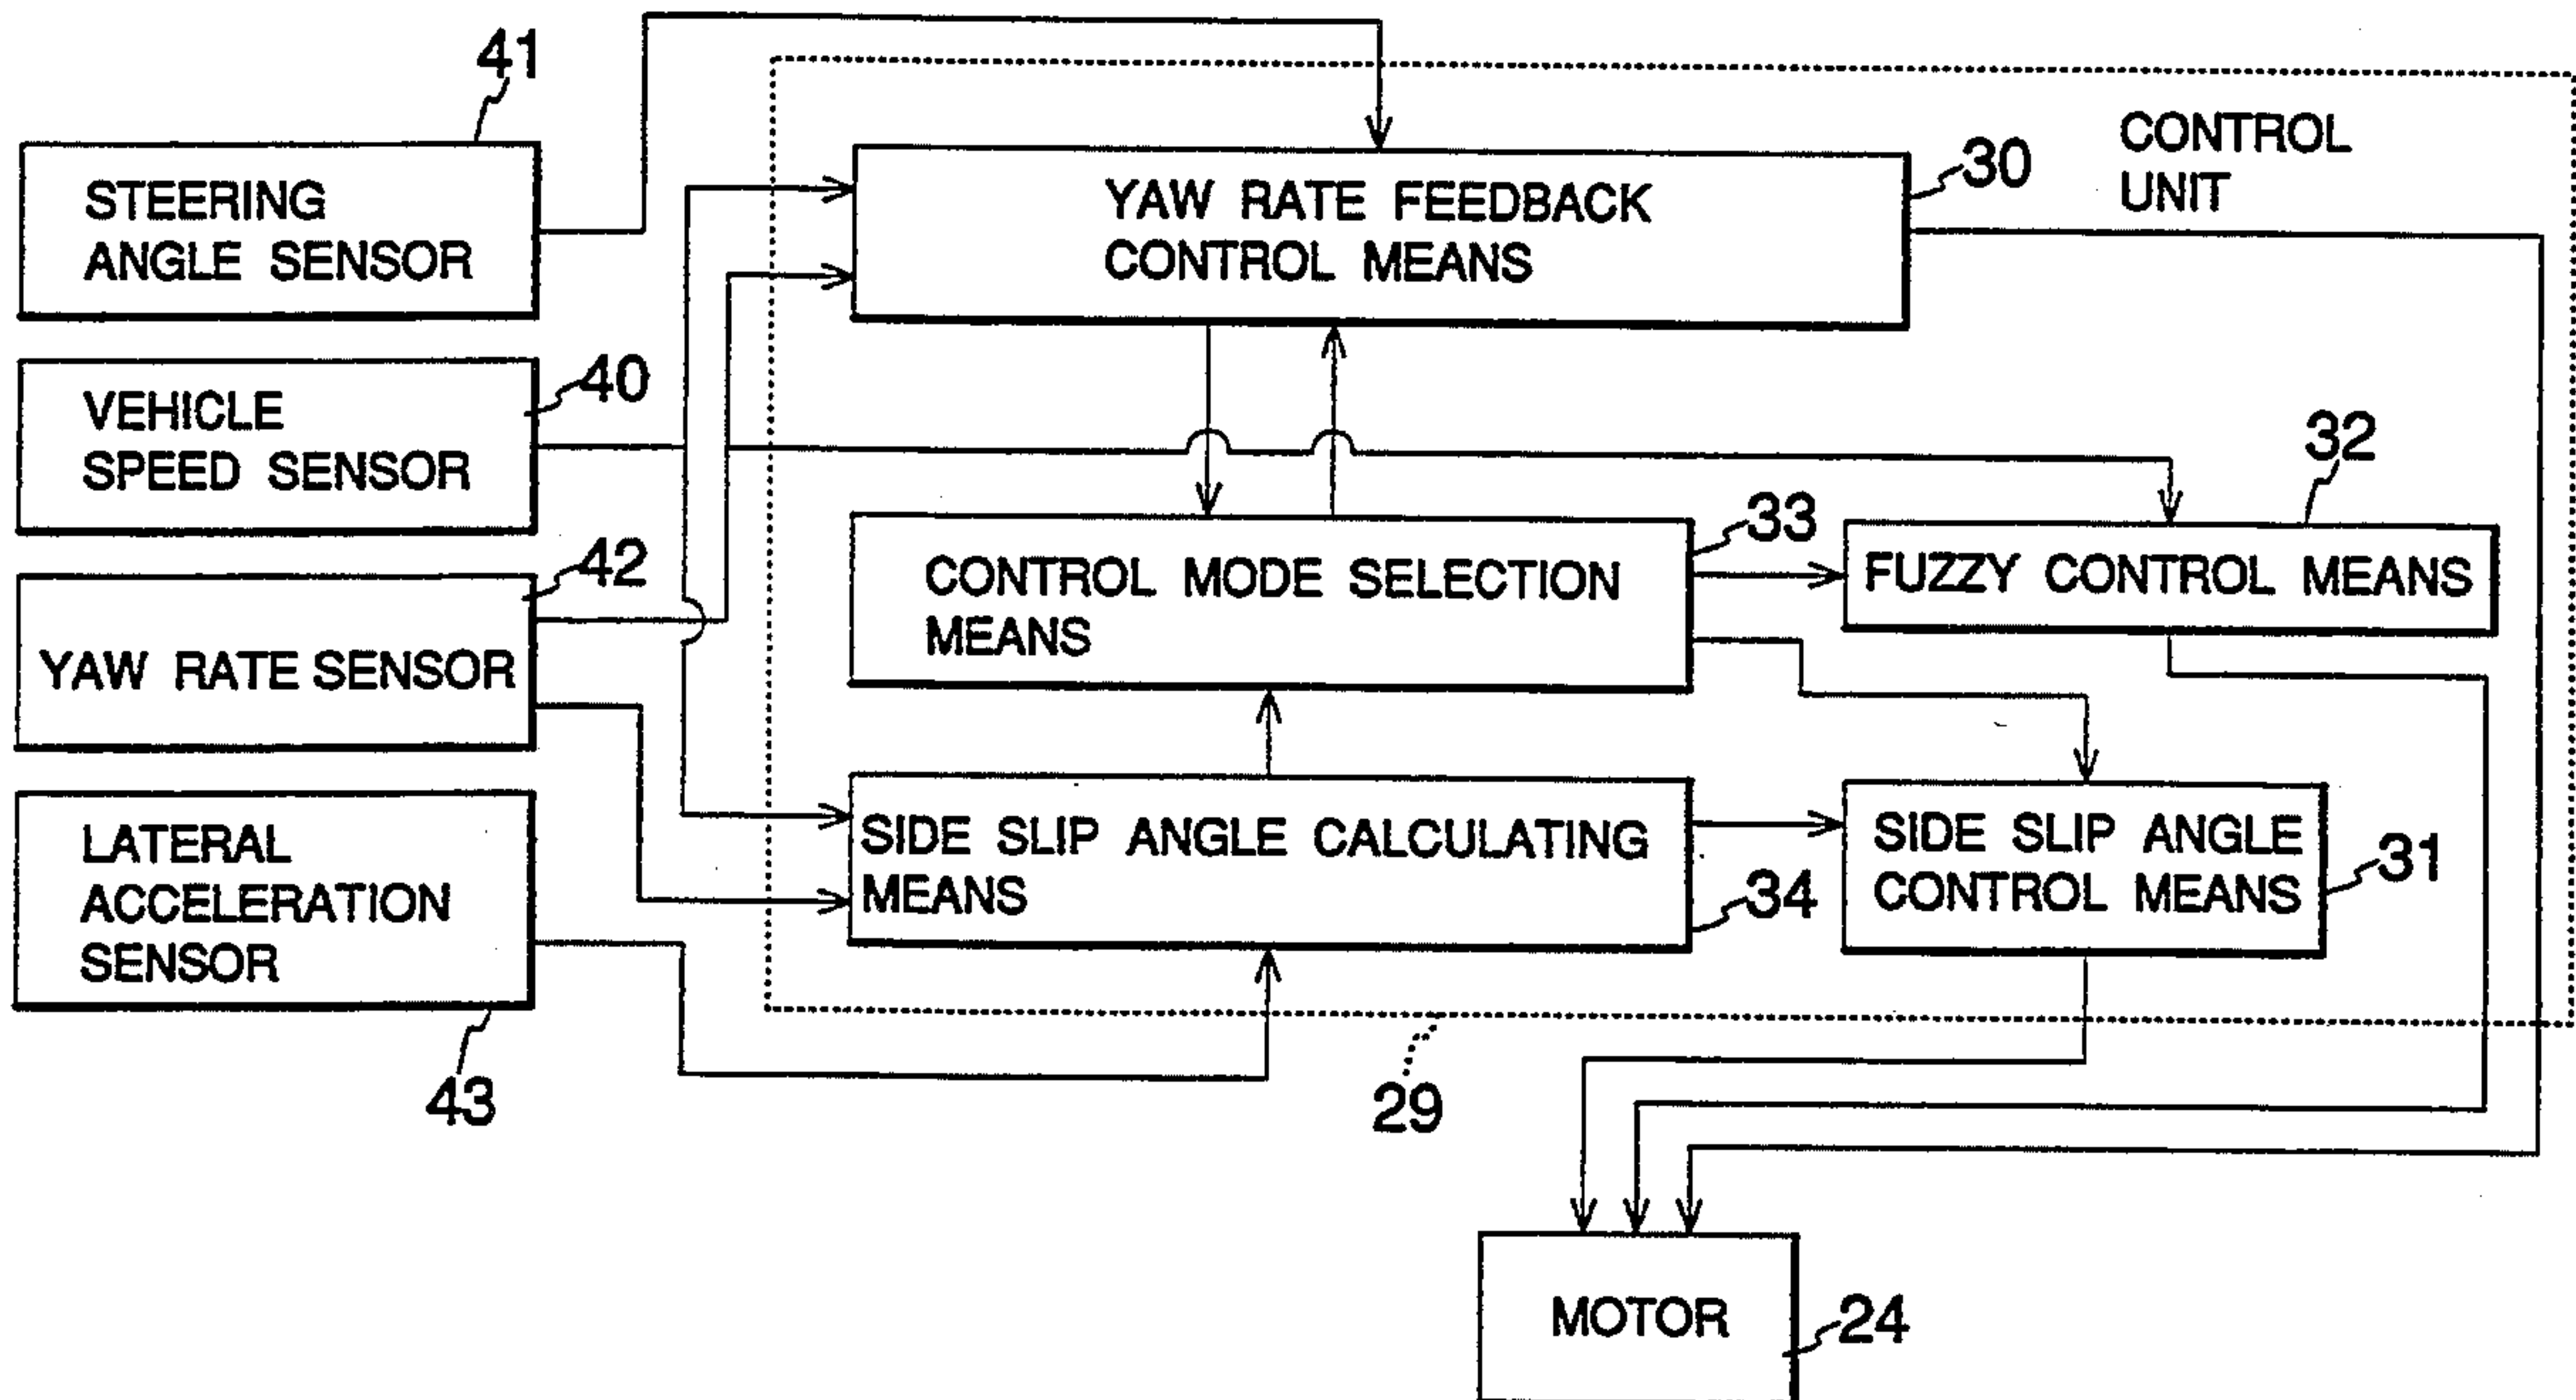 41
STEERING
ANGLE SENSOR
CONTROL
UNIT
YAW RATE FEEDBACK
CONTROL MEANS
30
VEHICLE
SPEED SENSOR
40
32
33
CONTROL MODE SELECTION
MEANS
FUZZY CONTROL MEANS
42
YAW RATE SENSOR
LATERAL
ACCELERATION
SENSOR
43
SIDE SLIP ANGLE CALCULATING
MEANS
34
SIDE SLIP ANGLE
CONTROL MEANS
31
29
MOTOR
24